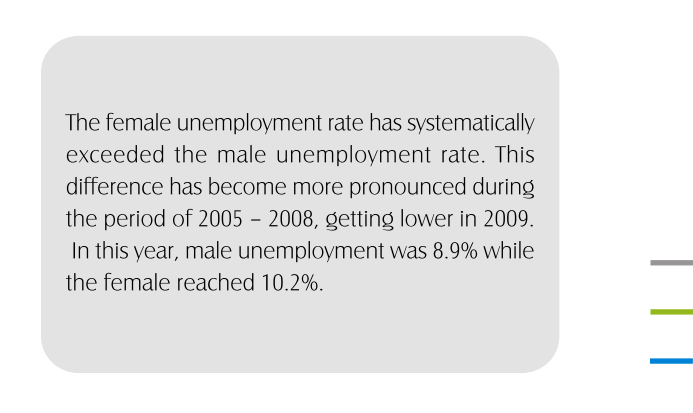 The female unemployment rate has systematically
exceeded the male unemployment rate. This
difference has become more pronounced during
the period of 2005 – 2008, getting lower in 2009.
In this year, male unemployment was 8.9% while
the female reached 10.2%.